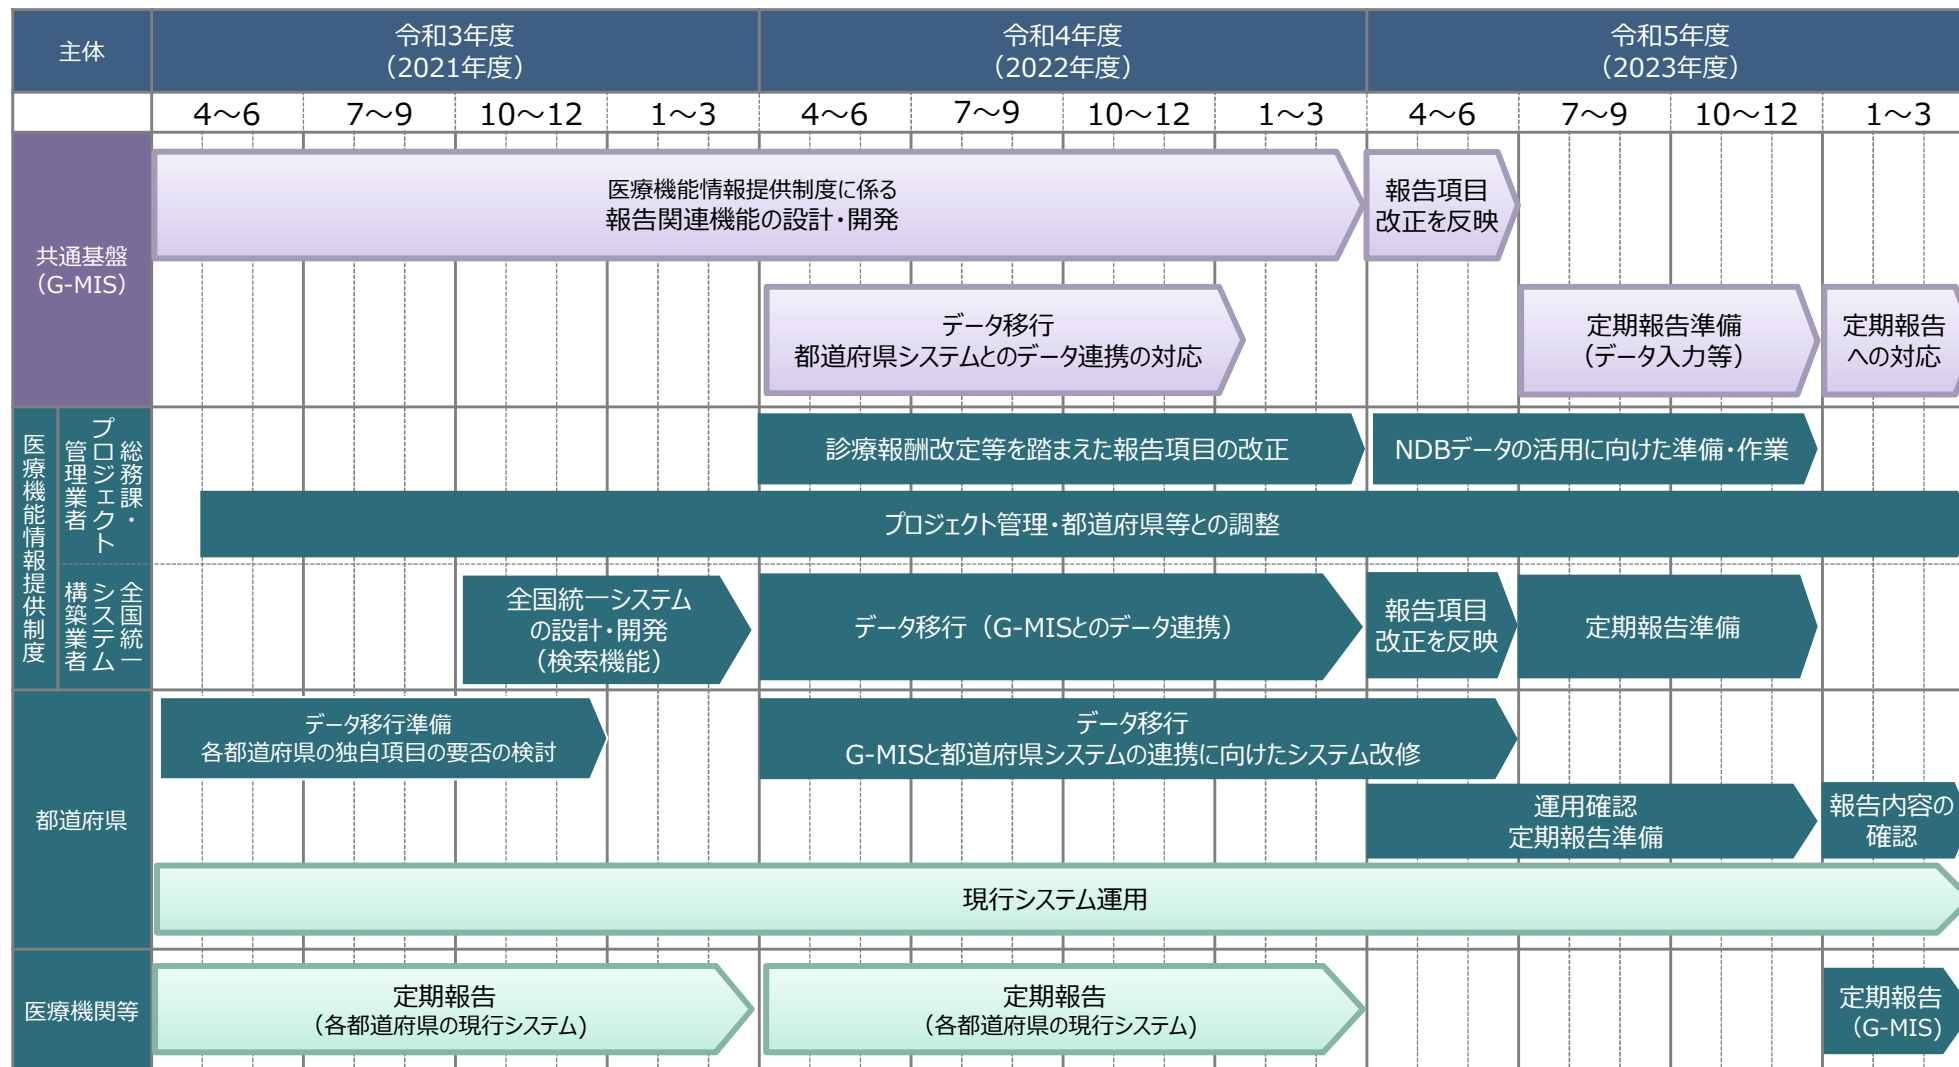 主体
令和3年度
（2021年度）
令和4年度
（2022年度）
令和5年度
（2023年度）
4～6
7～9
10～12
1～3
4～6
7～9
10～12
1～3
4～6
7～9
10～12
1～3
共通基盤
（G-MIS）
医療機能情報提供制度に係る
報告関連機能の設計・開発
報告項目
改正を反映
データ移行
都道府県システムとのデータ連携の対応
定期報告準備
（データ入力等）
定期報告
への対応
医療機能情報提供制度
総務課・
プロジェクト
管理業者
診療報酬改定等を踏まえた報告項目の改正
NDBデータの活用に向けた準備・作業
プロジェクト管理・都道府県等との調整
全国統一
システム
構築業者
全国統一システム
の設計・開発
（検索機能）
データ移行（G-MISとのデータ連携）
報告項目
改正を反映
定期報告準備
都道府県
データ移行準備
各都道府県の独自項目の要否の検討
データ移行
G-MISと都道府県システムの連携に向けたシステム改修
運用確認
定期報告準備
報告内容の
確認
現行システム運用
医療機関等
定期報告
（各都道府県の現行システム)
定期報告
（各都道府県の現行システム)
定期報告
（G-MIS)